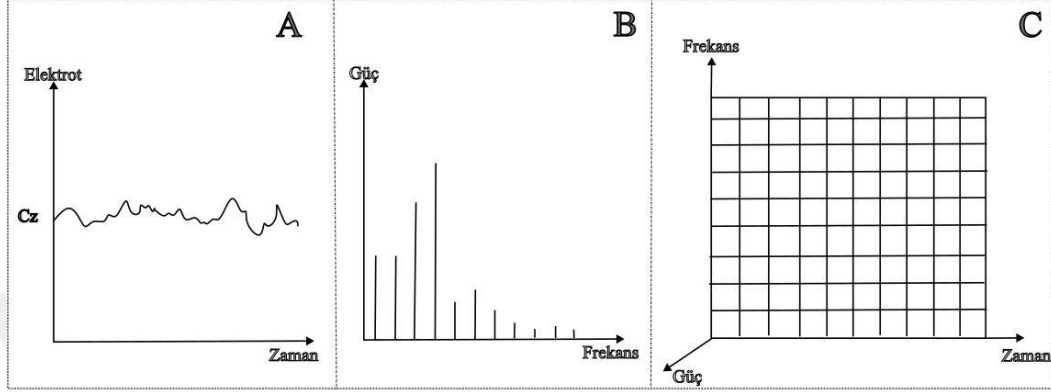 A
Elektrot
Cz
Zaman
B
Güç
Frekans
C
Frekans
Zaman
Güç